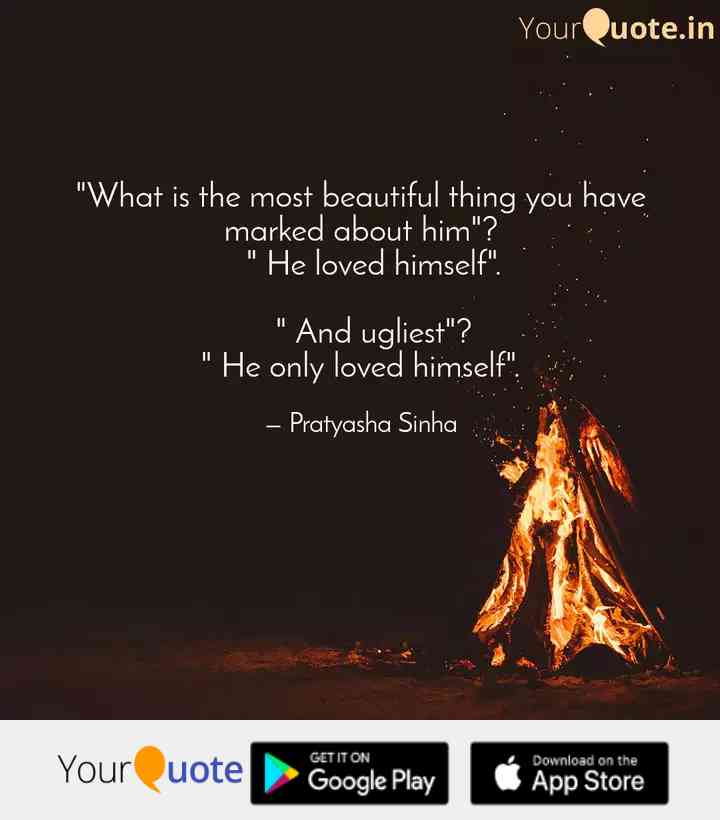 YourQuote.in
"What is the most beautiful thing you have
marked about him"?
" He loved himself".
" And ugliest"?
" He only loved himself".
– Pratyasha Sinha
YourQuote
GET IT ON
Google Play
Download on the
App Store